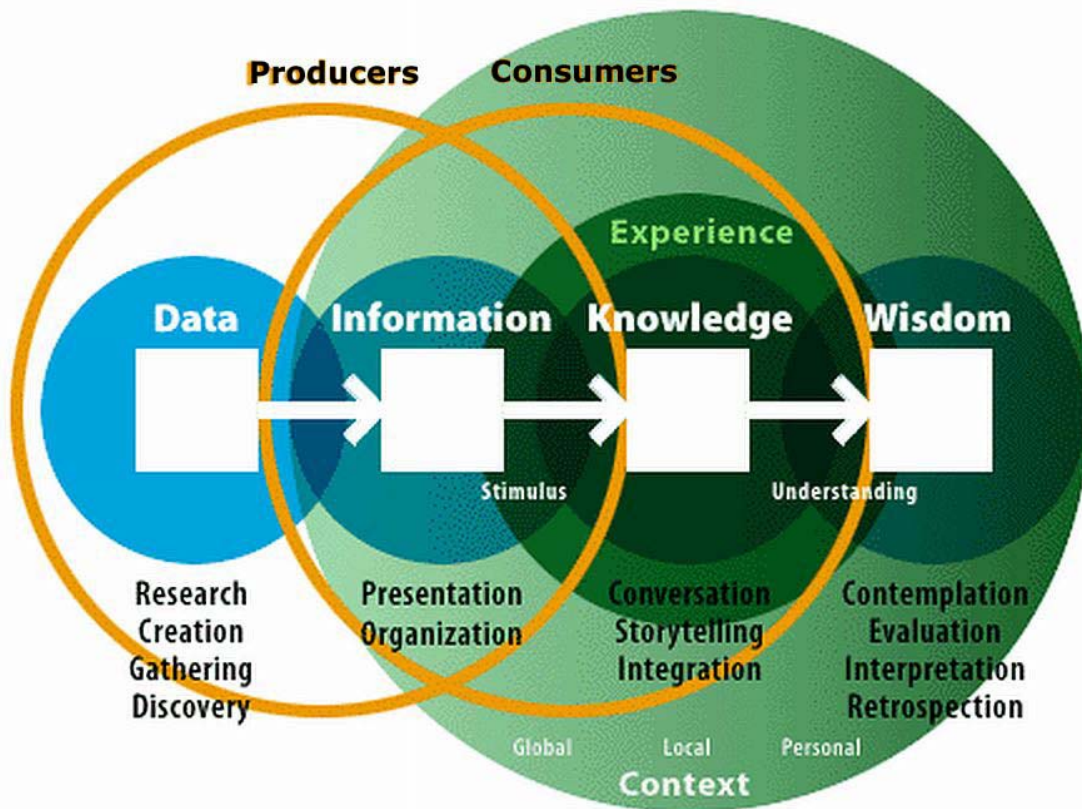 Producers
Consumers
Experience
Data
Information
Knowledge
Wisdom
Stimulus
Understanding
Research
Creation
Gathering
Discovery
Presentation
Organization
Conversation
Storytelling
Integration
Contemplation
Evaluation
Interpretation
Retrospection
Global
Local
Personal
Context